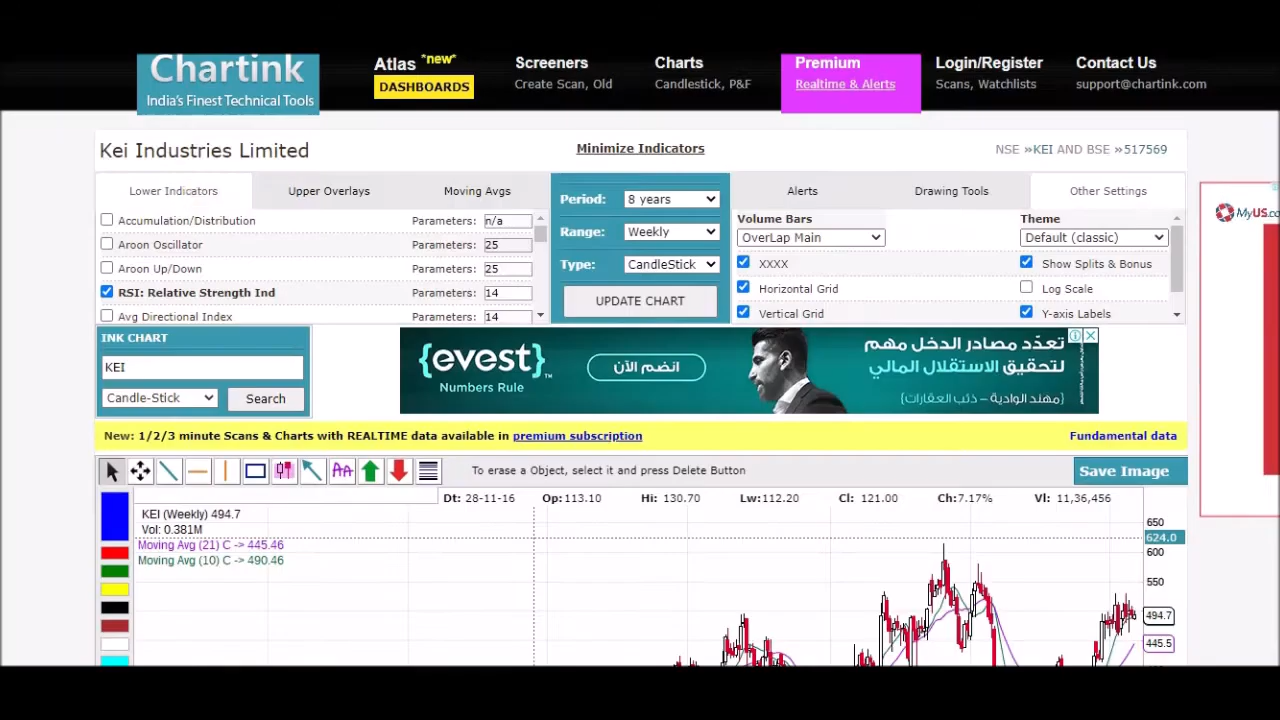 Chartink
India's Finest Technical Tools
Atlas *new*
DASHBOARDS
Screeners
Create Scan, Old
Charts
Candlestick, P&F
Premium
Realtime & Alerts
Login/Register
Scans, Watchlists
Contact Us
support@chartink.com
Kei Industries Limited
Minimize Indicators
NSE »KEI AND BSE »517569
Lower Indicators
Upper Overlays
Moving Avgs
Accumulation/Distribution Parameters: n/a
Aroon Oscillator Parameters: 25
Aroon Up/Down Parameters: 25
RSI: Relative Strength Ind Parameters: 14
Avg Directional Index Parameters: 14
Period: 8 years
Range: Weekly
Type: CandleStick
UPDATE CHART
Alerts
Drawing Tools
Other Settings
Volume Bars
OverLap Main
XXXX
Horizontal Grid
Vertical Grid
Theme
Default (classic)
Show Splits & Bonus
Log Scale
Y-axis Labels
MyUS.co
INK CHART
KEI
Candle-Stick
Search
{evest}™
Numbers Rule
انضم الآن
تعدّد مصادر الدخل مهم
لتحقيق الاستقلال المالي
(مهند الوادية – ذئب العقارات)
New: 1/2/3 minute Scans & Charts with REALTIME data available in premium subscription
Fundamental data
To erase a Object, select it and press Delete Button
Save Image
Dt: 28-11-16 Op:113.10 Hi: 130.70 Lw:112.20 Cl: 121.00 Ch:7.17% Vl: 11,36,456
KEI (Weekly) 494.7
Vol: 0.381M
Moving Avg (21) C -> 445.46
Moving Avg (10) C -> 490.46
650
624.0
600
550
494.7
445.5